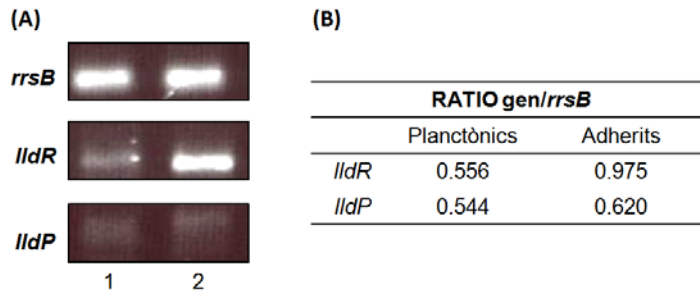 (A)
rrsB
lldR
lldP
1 2
(B)
RATIO gen/rrsB
Planctònics Adherits
lldR 0.556 0.975
lldP 0.544 0.620